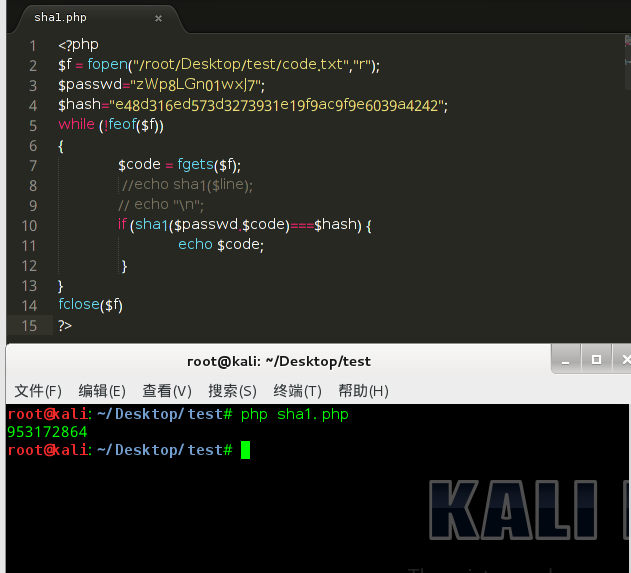 sha1.php ×
1 <?php
2 $f = fopen("/root/Desktop/test/code.txt","r");
3 $passwd="zWp8LGn01wxJ7";
4 $hash="e48d316ed573d3273931e19f9ac9f9e6039a4242";
5 while (!feof($f))
6 {
7 $code = fgets($f);
8 //echo sha1($line);
9 // echo "\n";
10 if (sha1($passwd.$code)===$hash) {
11 echo $code;
12 }
13 }
14 fclose($f)
15 ?>
root@kali: ~/Desktop/test
文件(F) 编辑(E) 查看(V) 搜索(S) 终端(T) 帮助(H)
root@kali:~/Desktop/test# php sha1.php
953172864
root@kali:~/Desktop/test#
KALI